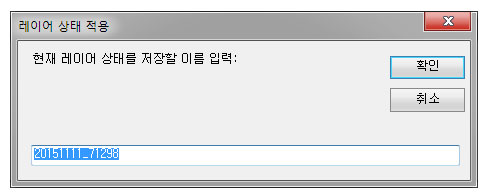 레이어 상태 적용
현재 레이어 상태를 저장할 이름 입력:
확인
취소
20151111_71298